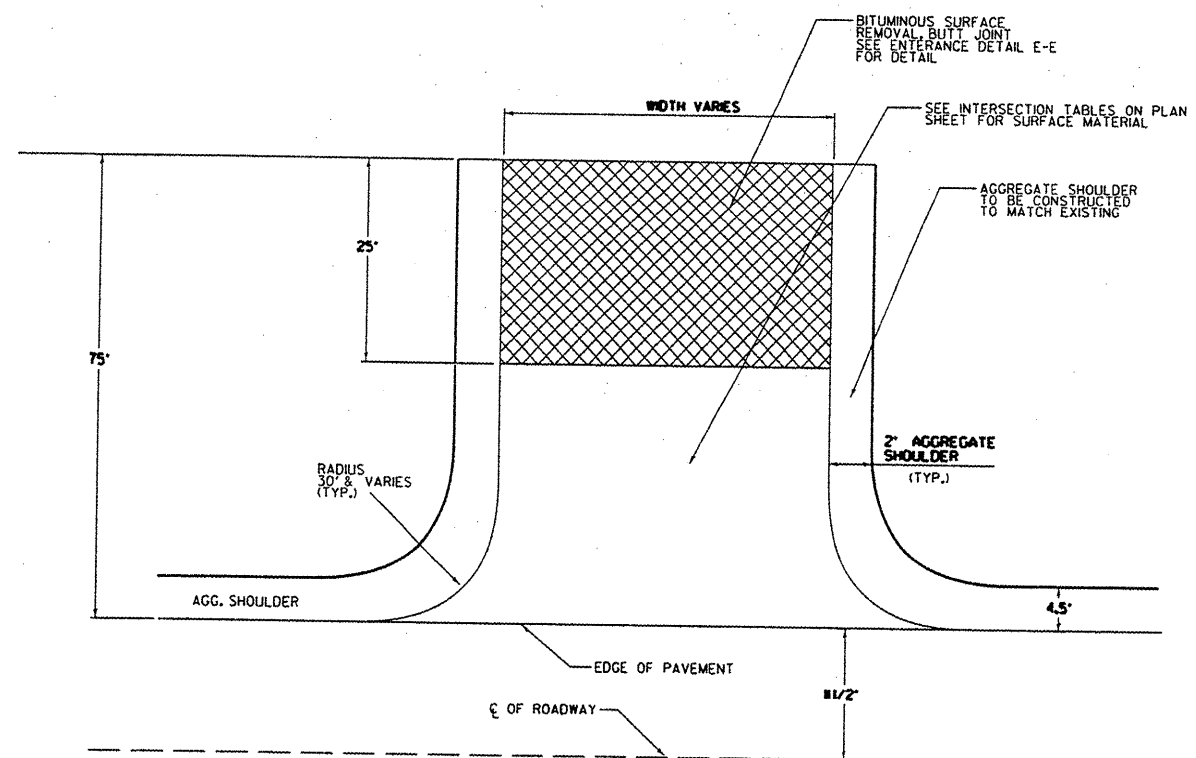 BITUMINOUS SURFACE
REMOVAL, BUTT JOINT
SEE ENTERANCE DETAIL E-E
FOR DETAIL
WIDTH VARIES
SEE INTERSECTION TABLES ON PLAN
SHEET FOR SURFACE MATERIAL
AGGREGATE SHOULDER
TO BE CONSTRUCTED
TO MATCH EXISTING
25'
75'
2' AGGREGATE
SHOULDER
(TYP.)
RADIUS
30' & VARIES
(TYP.)
AGG. SHOULDER
4.5'
EDGE OF PAVEMENT
℄ OF ROADWAY